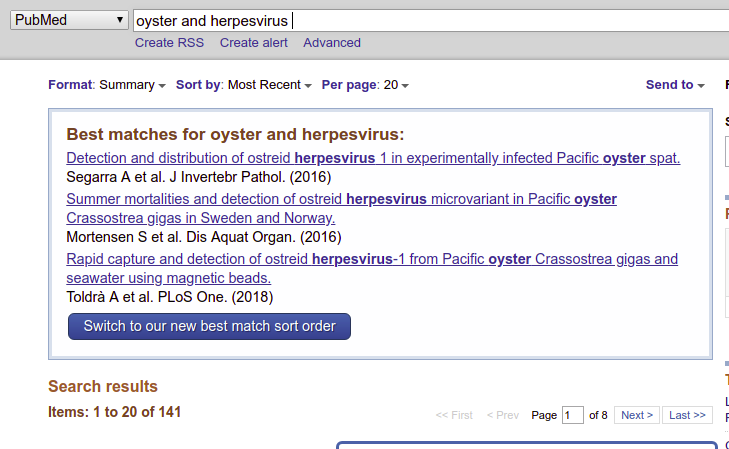 PubMed
oyster and herpesvirus
Create RSS Create alert Advanced
Format: Summary Sort by: Most Recent Per page: 20 Send to
Best matches for oyster and herpesvirus:
Detection and distribution of ostreid herpesvirus 1 in experimentally infected Pacific oyster spat.
Segarra A et al. J Invertebr Pathol. (2016)
Summer mortalities and detection of ostreid herpesvirus microvariant in Pacific oyster
Crassostrea gigas in Sweden and Norway.
Mortensen S et al. Dis Aquat Organ. (2016)
Rapid capture and detection of ostreid herpesvirus-1 from Pacific oyster Crassostrea gigas and
seawater using magnetic beads.
Toldrà A et al. PLoS One. (2018)
Switch to our new best match sort order
Search results
Items: 1 to 20 of 141
<< First < Prev Page 1 of 8 Next > Last >>